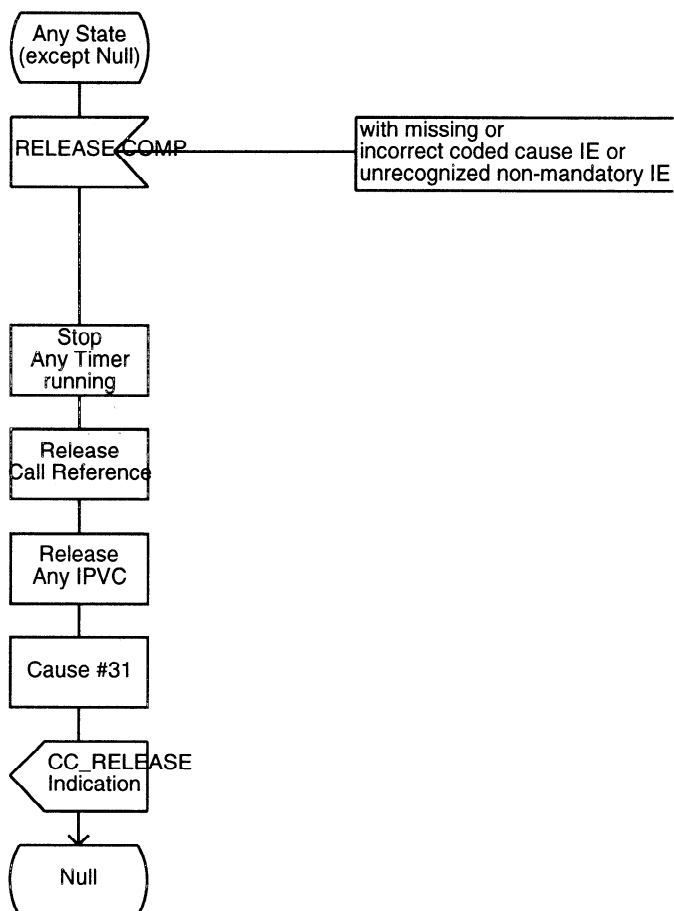 Any State
(except Null)
RELEASE COMP
with missing or
incorrect coded cause IE or
unrecognized non-mandatory IE
Stop
Any Timer
running
Release
Call Reference
Release
Any IPVC
Cause #31
CC_RELEASE
Indication
Null